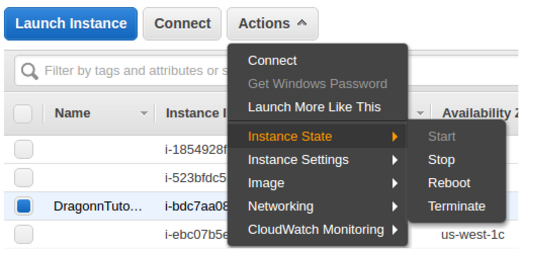 Launch Instance Connect Actions
Filter by tags and attributes or s
Connect
Get Windows Password
Launch More Like This
Name Instance I Availability Z
Instance State Start
i-1854928f
Instance Settings Stop
i-523bfdc5
Image Reboot
DragonnTuto... i-bdc7aa08
Networking Terminate
i-ebc07b5e
CloudWatch Monitoring us-west-1c